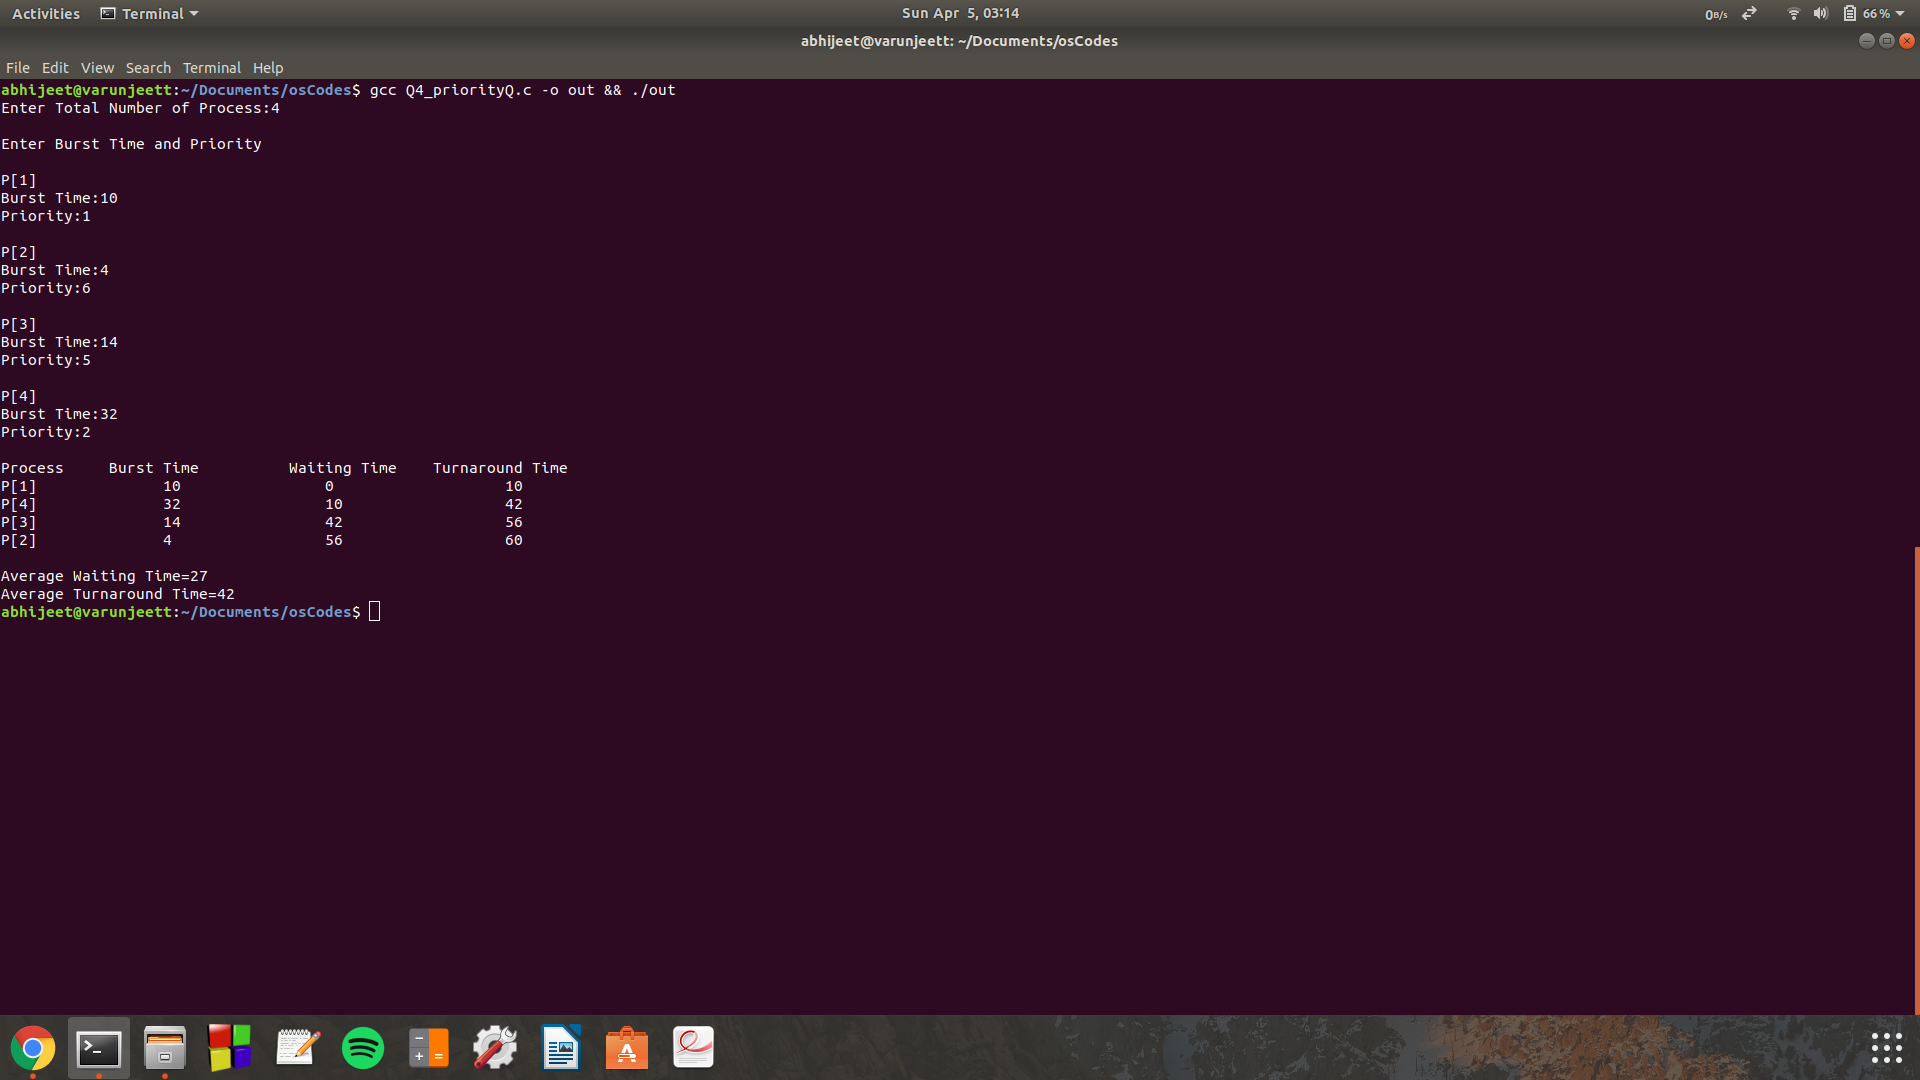 Activities Terminal Sun Apr 5, 03:14 0B/s 66%
abhijeet@varunjeett: ~/Documents/osCodes
File Edit View Search Terminal Help
abhijeet@varunjeett:~/Documents/osCodes$ gcc Q4_priorityQ.c -o out && ./out
Enter Total Number of Process:4
Enter Burst Time and Priority
P[1]
Burst Time:10
Priority:1
P[2]
Burst Time:4
Priority:6
P[3]
Burst Time:14
Priority:5
P[4]
Burst Time:32
Priority:2
Process Burst Time Waiting Time Turnaround Time
P[1] 10 0 10
P[4] 32 10 42
P[3] 14 42 56
P[2] 4 56 60
Average Waiting Time=27
Average Turnaround Time=42
abhijeet@varunjeett:~/Documents/osCodes$